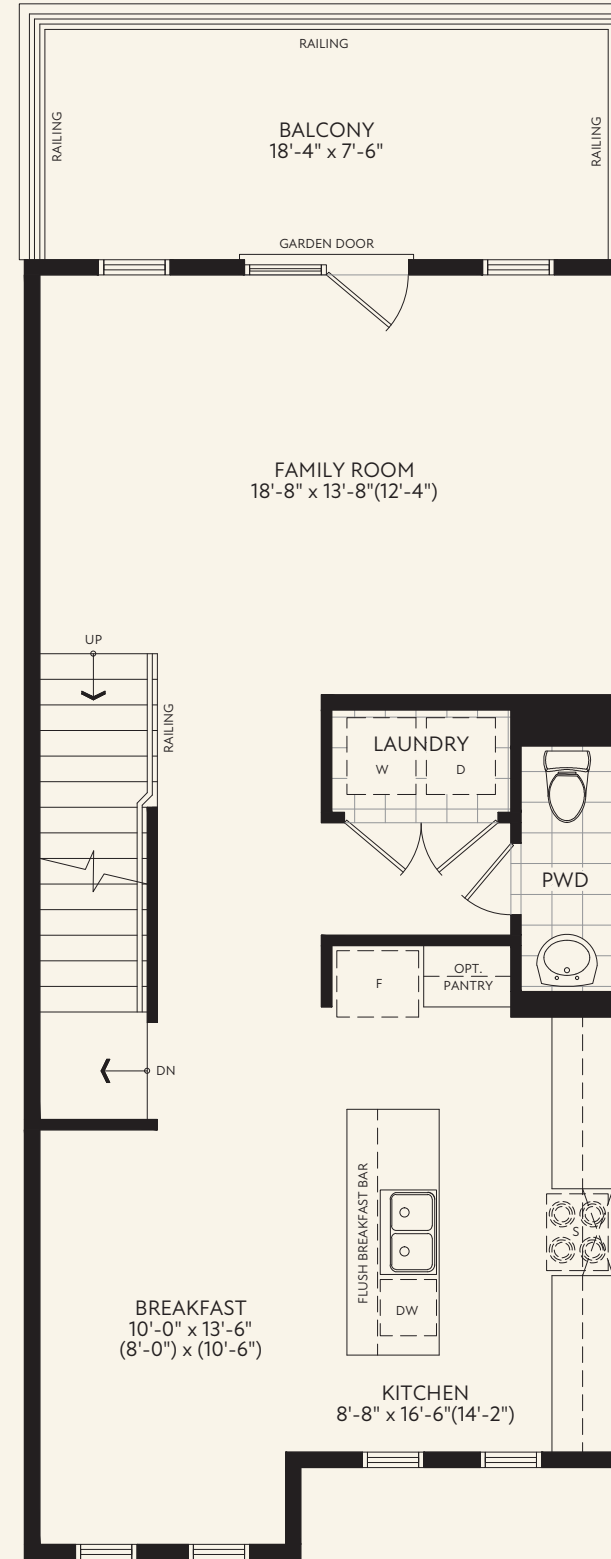 RAILING
RAILING
RAILING
BALCONY
18'-4" x 7'-6"
GARDEN DOOR
FAMILY ROOM
18'-8" x 13'-8"(12'-4")
UP
RAILING
LAUNDRY
W
D
PWD
F
OPT.
PANTRY
DN
FLUSH BREAKFAST BAR
S
DW
BREAKFAST
10'-0" x 13'-6"
(8'-0") x (10'-6")
KITCHEN
8'-8" x 16'-6"(14'-2")